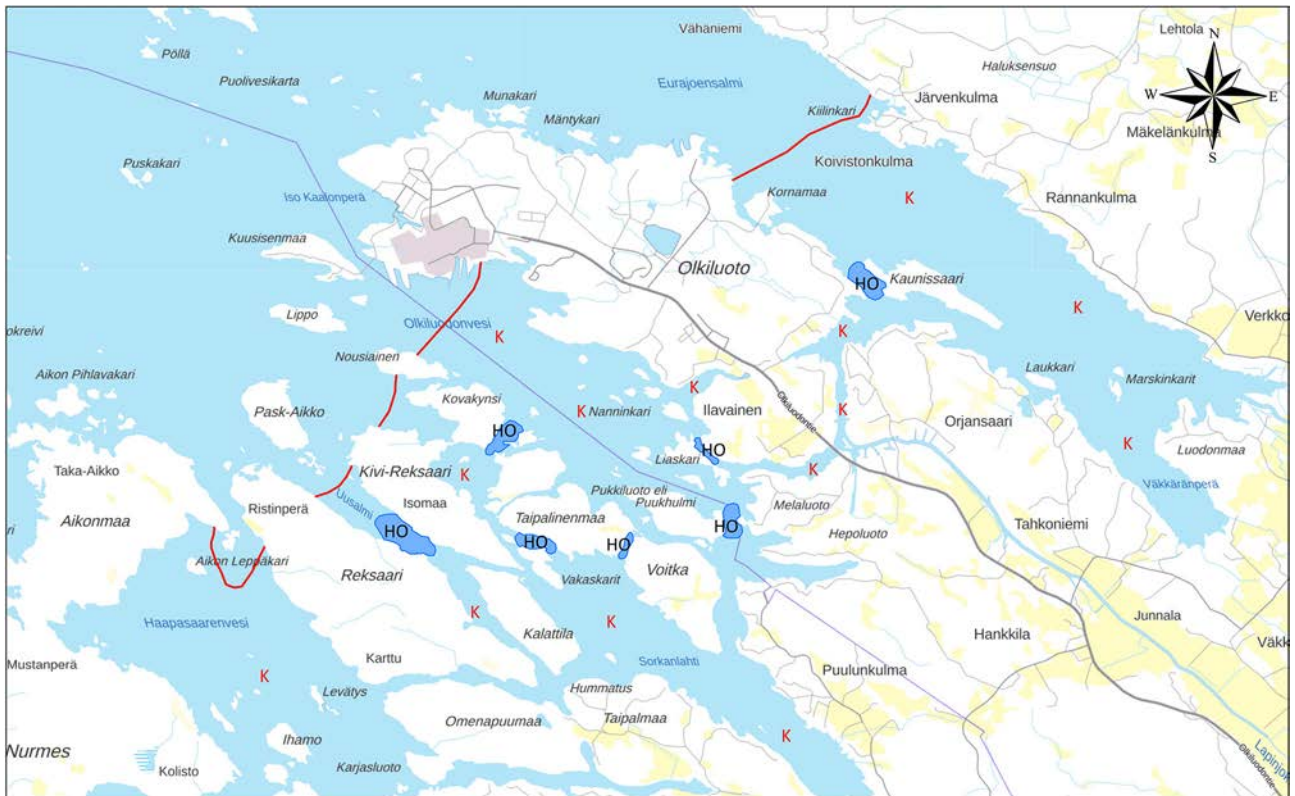 Vähäniemi
Lehtola
N
Pöllä
Haluksensuo
Puolivesikarta
Eurajoensalmi
Munakari
Järvenkulma
W
E
Mäntykari
Kiilinkari
Mäkelänkulma
S
Puskakari
Koivistonkulma
Iso Kaalonperä
Kornamaa
K
Rannankulma
Kuusisenmaa
Olkiluoto
HO
Kaunissaari
Lippo
K
Verkko
okreivi
Olkiluodonvesi
K
K
Nousiainen
Aikon Pihlavakari
K
Laukkari
Marskinkarit
Kovakynsi
Pask-Aikko
K
Nanninkari
Ilavainen
Olkiluodontie
K
Orjansaari
HO
HO
K
Luodonmaa
Taka-Aikko
Kivi-Reksaari
K
Liaskari
K
Väkkäränperä
Uusalmi
Isomaa
Pukkiluoto eli
Puukhulmi
Melaluoto
Ristinperä
Aikonmaa
HO
Taipalinenmaa
HO
HO
HO
Hepoluoto
Tahkoniemi
ri
Aikon Leppäkari
Reksaari
Vakaskarit
Voitka
Haapasaarenvesi
K
K
Kalattila
Junnala
Hankkila
Väkk
Mustanperä
Karttu
Sorkanlahti
Puulunkulma
K
Levätys
Hummatus
Omenapuumaa
Taipalmaa
K
Ihamo
Nurmes
Kolisto
Karjasluoto
Lapinjok
Olkiluodontie